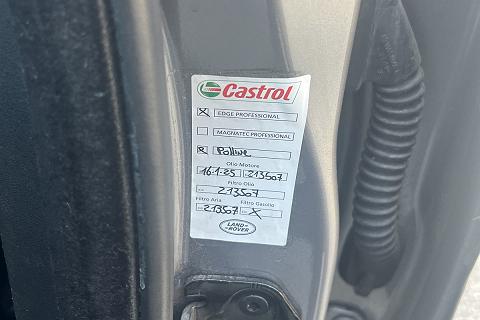 Castrol
X EDGE PROFESSIONAL
MAGNATEC PROFESSIONAL
Polline
Olio Motore
16.1.25 213507
Filtro Olio
213507
Filtro Aria Filtro Gasolio
213507 X
LAND ROVER